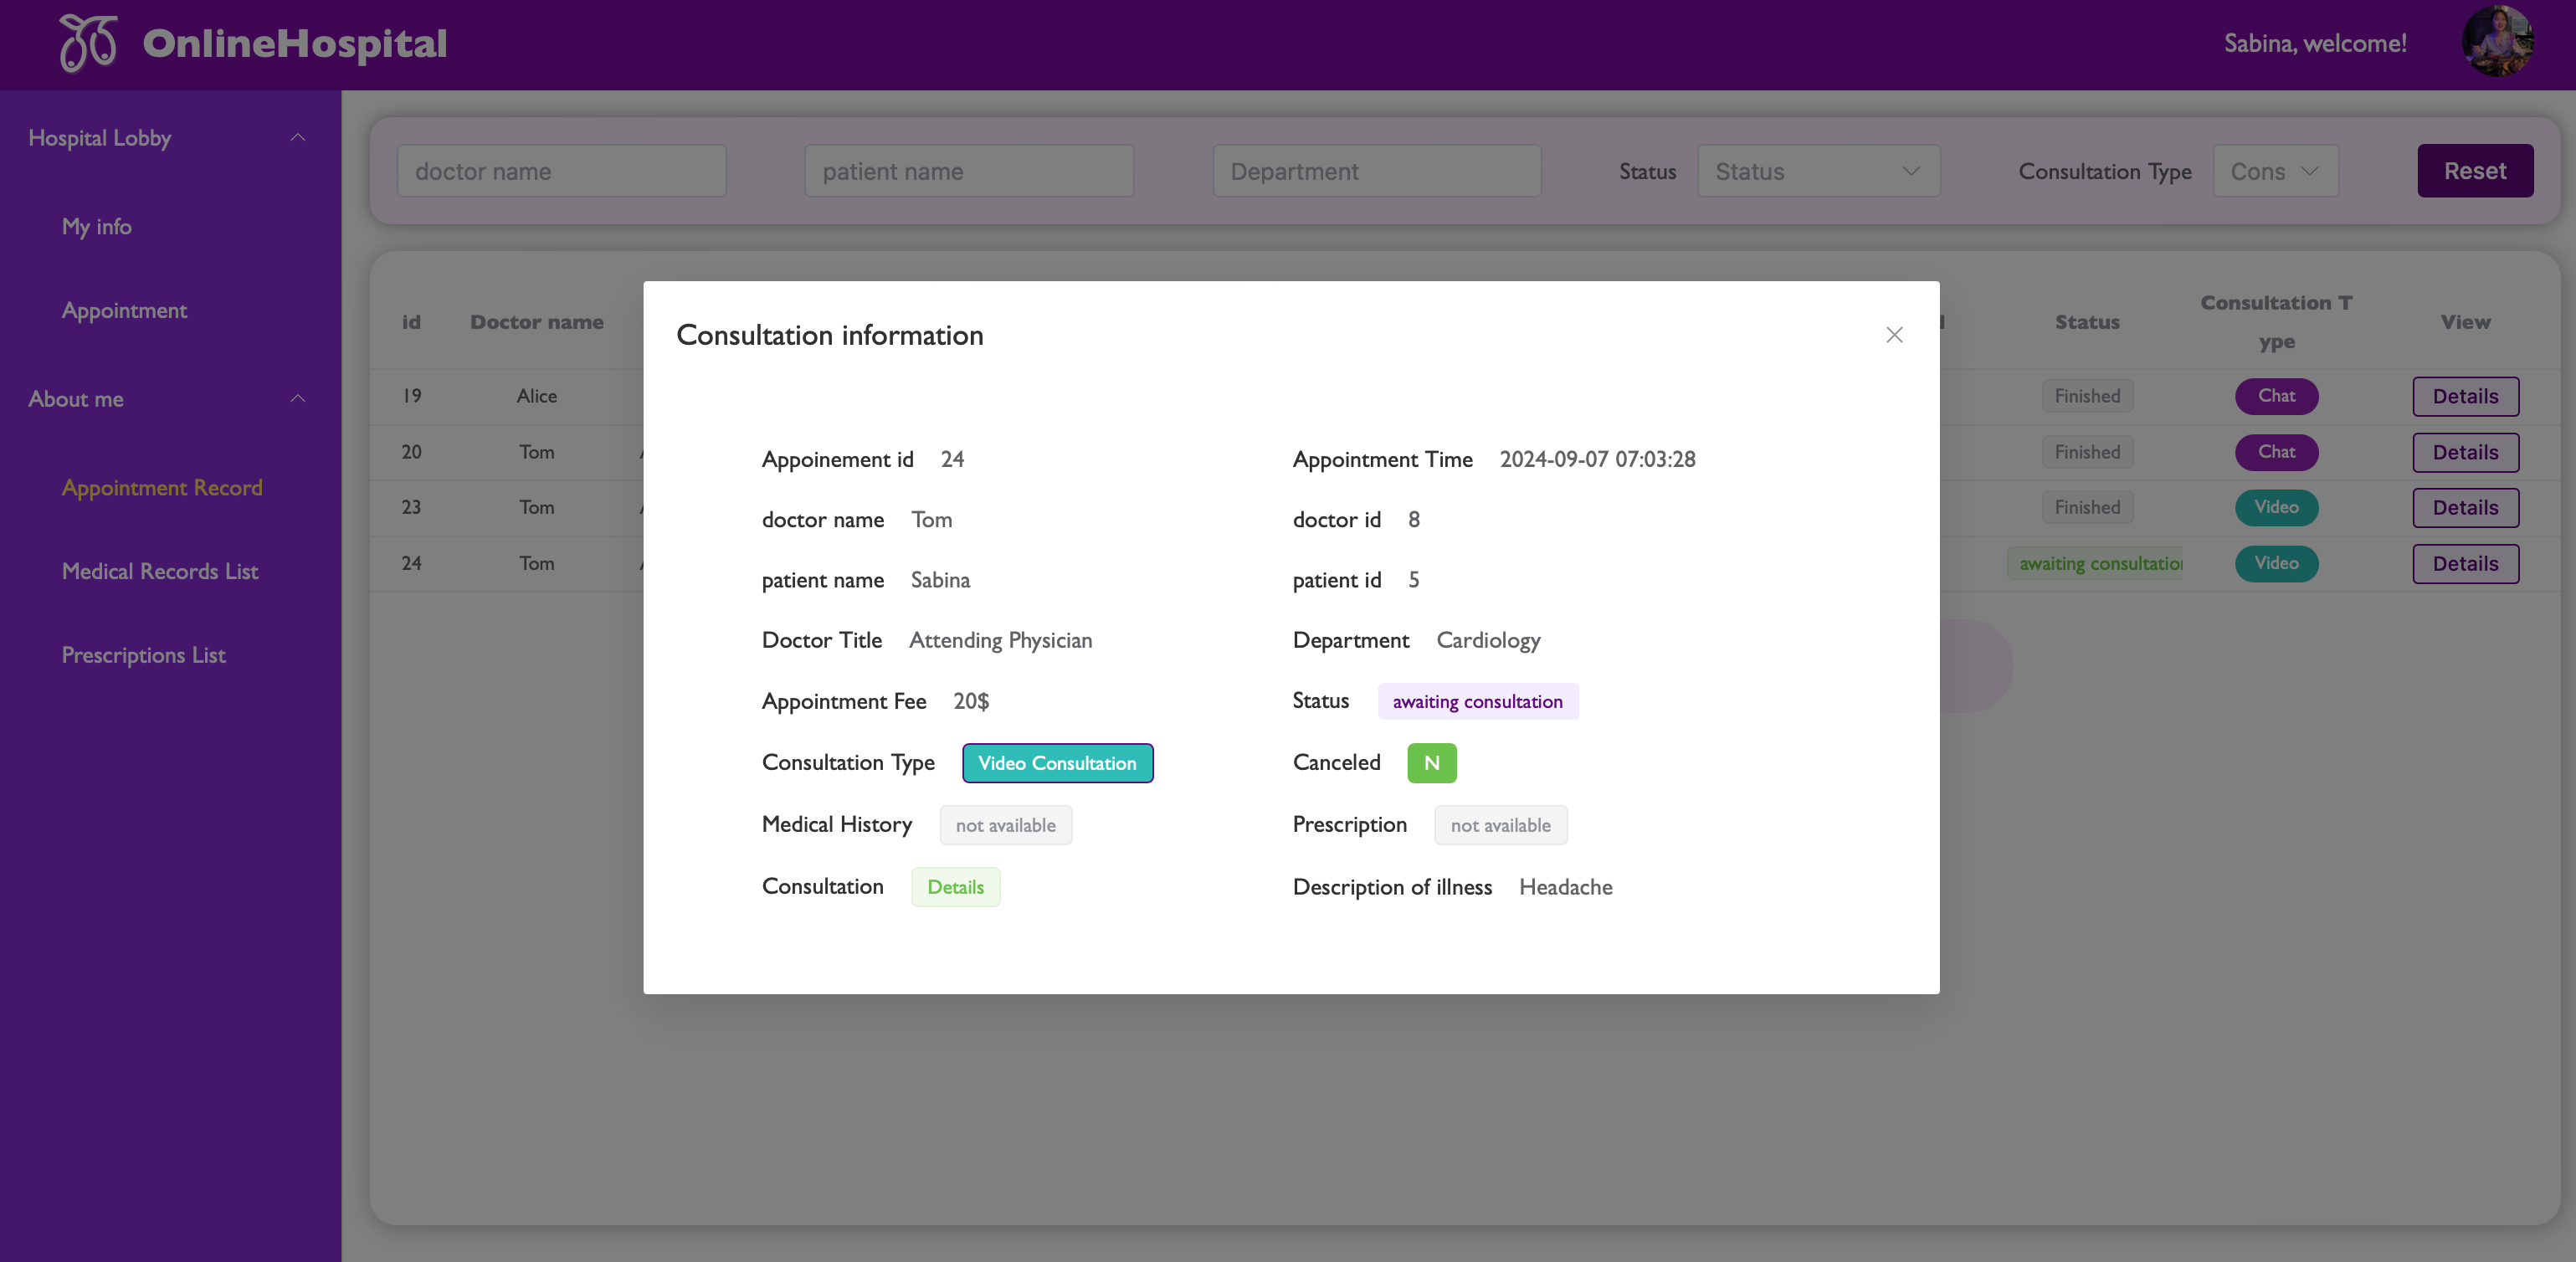 OnlineHospital
Sabina, welcome!
Hospital Lobby
My info
Appointment
About me
Appointment Record
Medical Records List
Prescriptions List
doctor name
patient name
Department
Status
Status
Consultation Type
Cons
Reset
id
Doctor name
Status
Consultation T
ype
View
19
Alice
Finished
Chat
Details
20
Tom
Finished
Chat
Details
23
Tom
Finished
Video
Details
24
Tom
awaiting consultation
Video
Details
Consultation information
Appoinement id 24
Appointment Time 2024-09-07 07:03:28
doctor name Tom
doctor id 8
patient name Sabina
patient id 5
Doctor Title Attending Physician
Department Cardiology
Appointment Fee 20$
Status awaiting consultation
Consultation Type Video Consultation
Canceled N
Medical History not available
Prescription not available
Consultation Details
Description of illness Headache